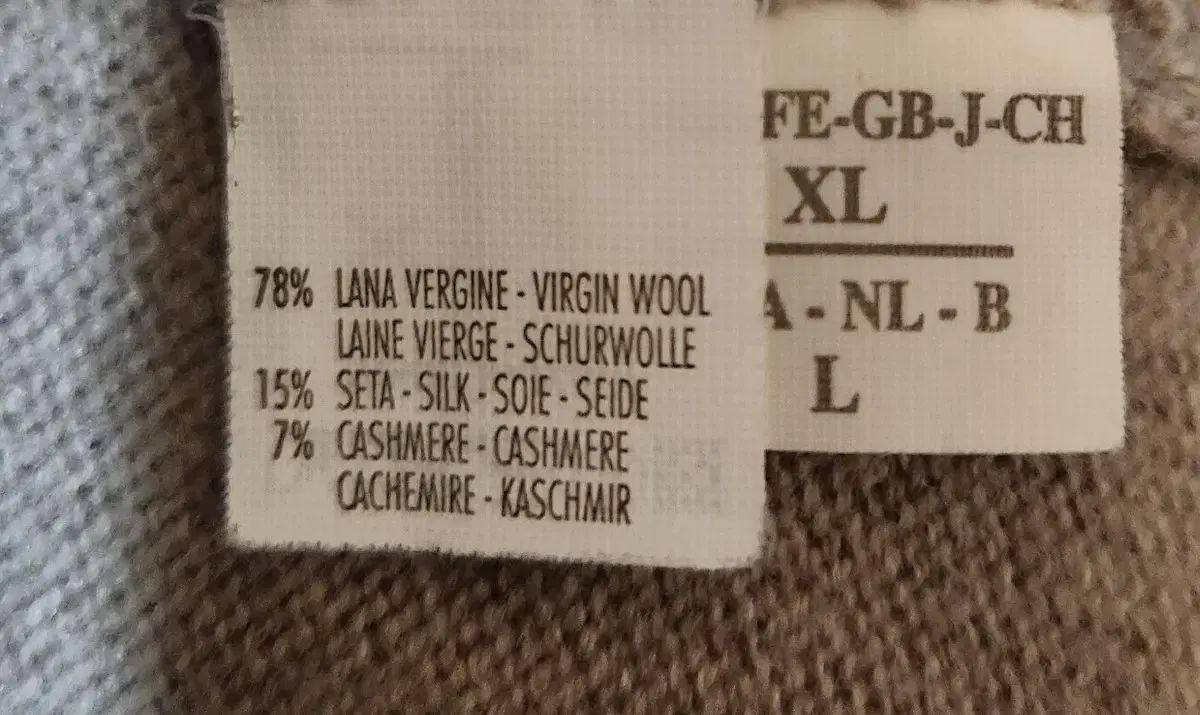 78% LANA VERGINE - VIRGIN WOOL
LAINE VIERGE - SCHURWOLLE
15% SETA - SILK - SOIE - SEIDE
7% CASHMERE - CASHMERE
CACHEMIRE - KASCHMIR
FE-GB-J-CH
XL
A - NL - B
L